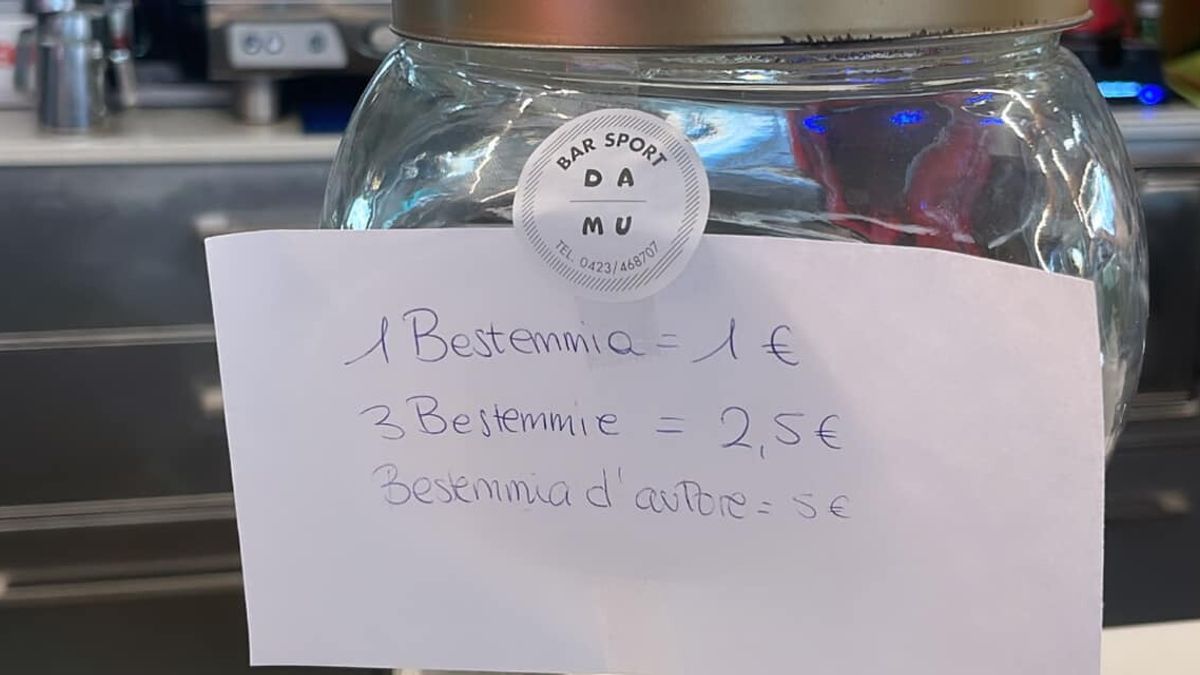 BAR SPORT
DA
MU
TEL. 0423/468707
1 Bestemmia = 1 €
3 Bestemmie = 2,5 €
Bestemmia d'autore = 5 €